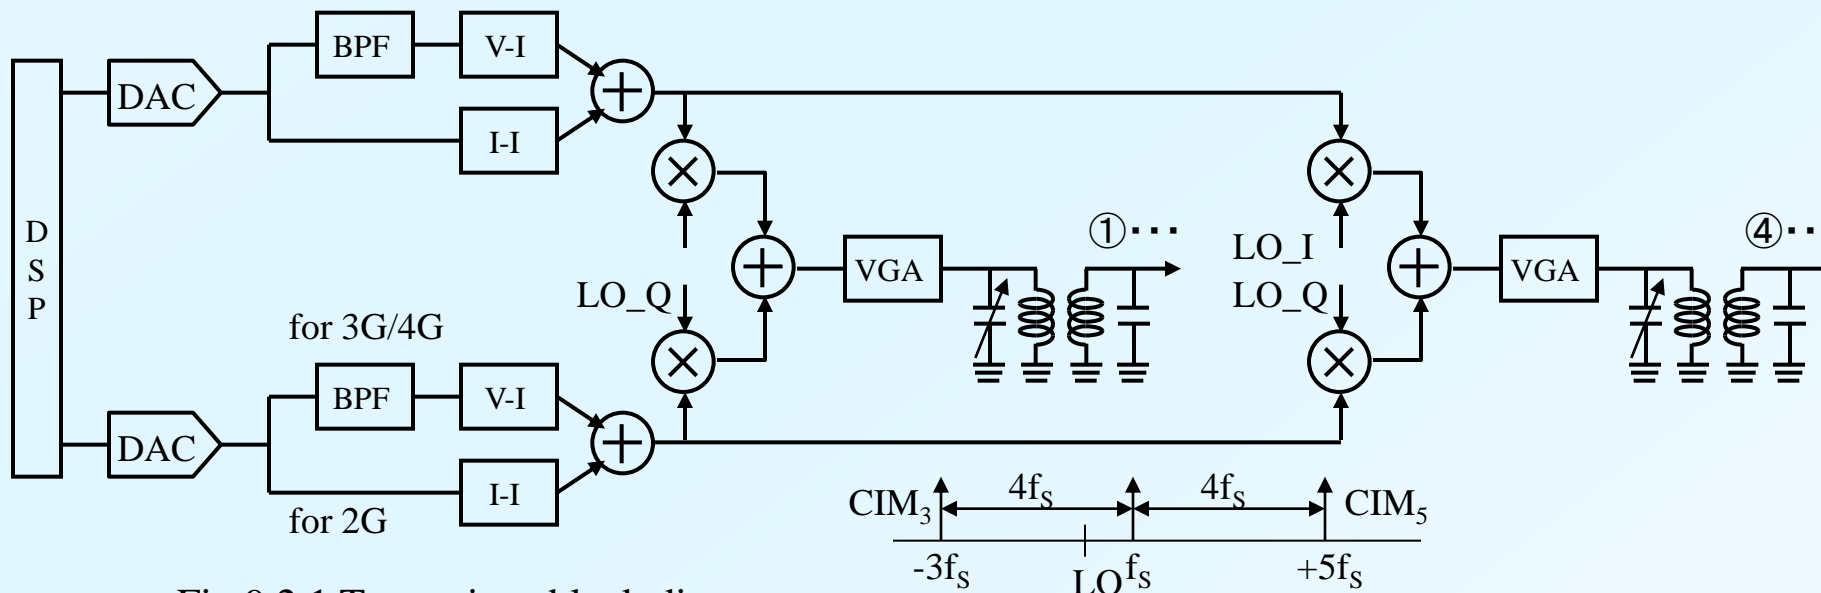 BPF
V-I
DAC
I-I
D
S
P
LO_Q
for 3G/4G
BPF
V-I
DAC
I-I
for 2G
VGA
①···
LO_I
LO_Q
VGA
④··
CIM3
4fS
4fS
CIM5
-3fS
LO
fS
+5fS